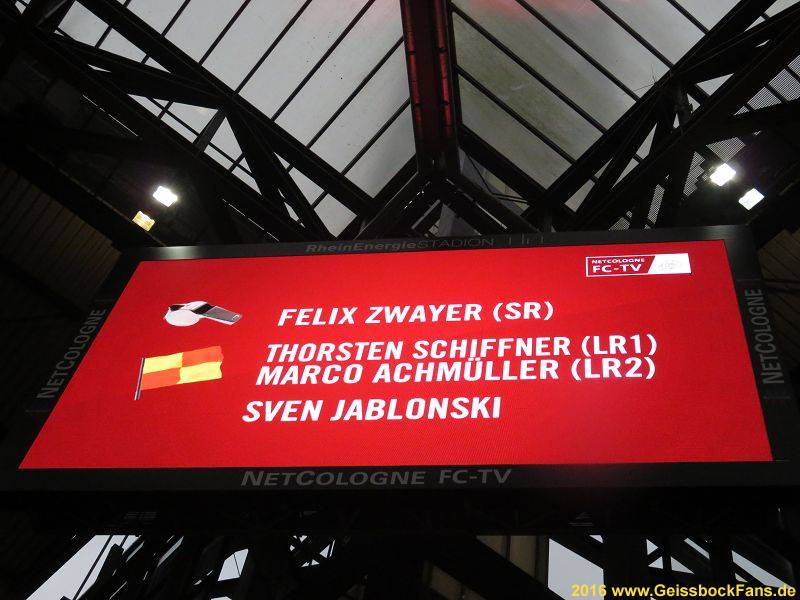 RheinEnergieSTADION
NETCOLOGNE
FC-TV
FELIX ZWAYER (SR)
THORSTEN SCHIFFNER (LR1)
MARCO ACHMÜLLER (LR2)
SVEN JABLONSKI
NETCOLOGNE
NETCOLOGNE
NETCOLOGNE FC-TV
2016 www.GeissbockFans.de